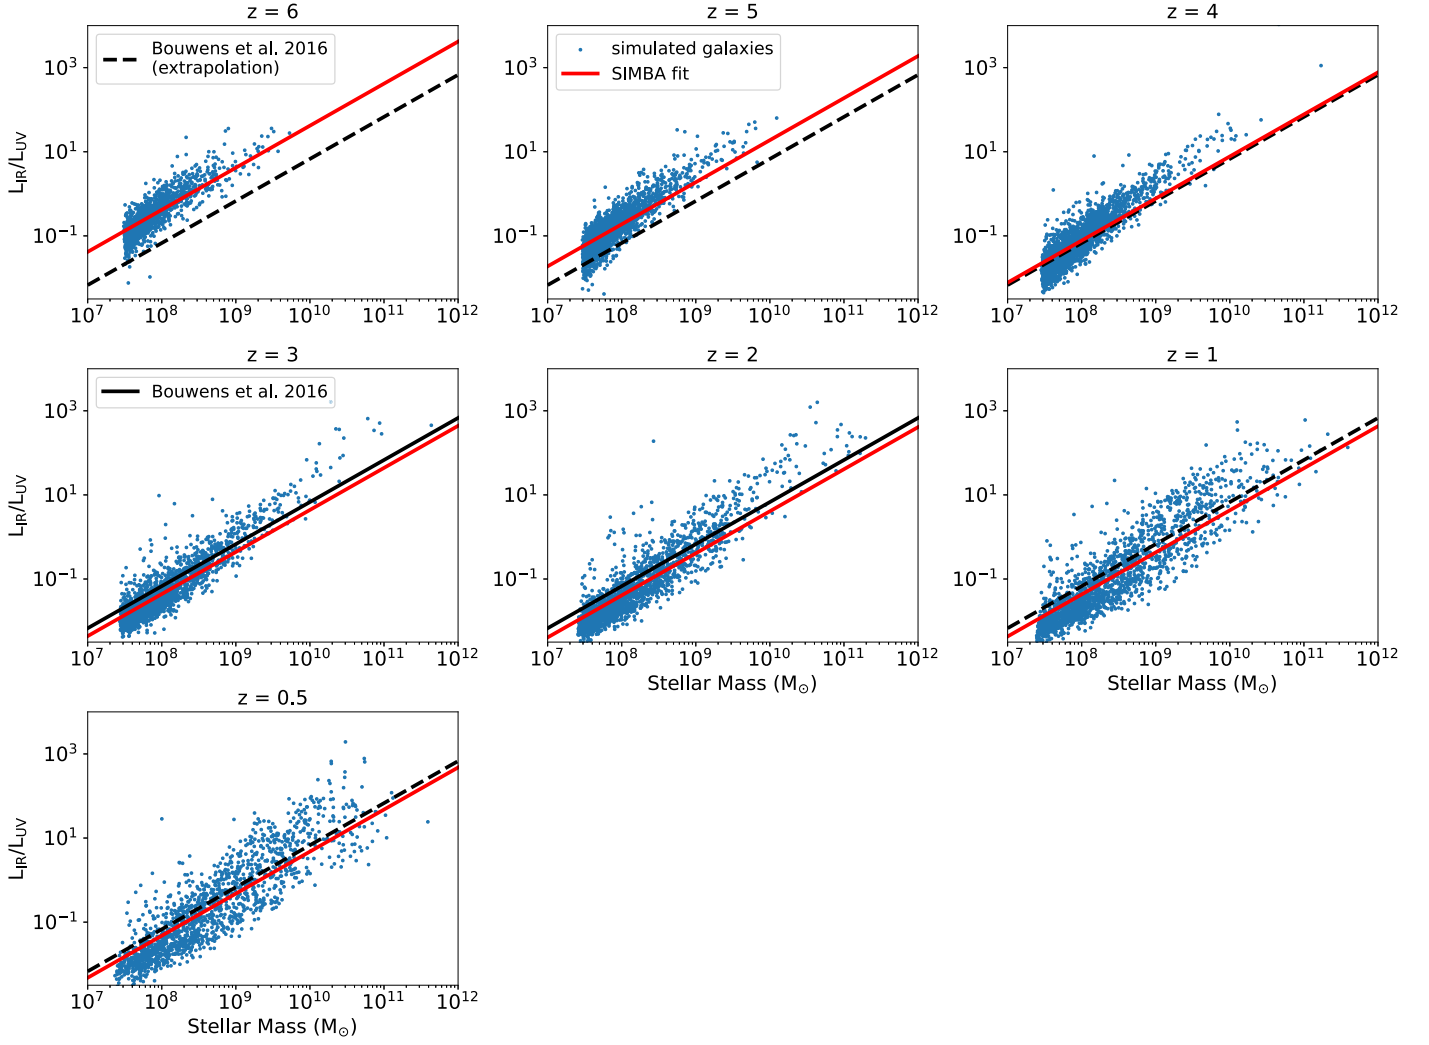 z = 6
z = 5
z = 4
Bouwens et al. 2016
(extrapolation)
simulated galaxies
SIMBA fit
L_IR/L_UV
10^3
10^1
10^-1
10^7 10^8 10^9 10^10 10^11 10^12
10^3
10^1
10^-1
10^7 10^8 10^9 10^10 10^11 10^12
10^3
10^1
10^-1
10^7 10^8 10^9 10^10 10^11 10^12
z = 3
z = 2
z = 1
Bouwens et al. 2016
L_IR/L_UV
10^3
10^1
10^-1
10^7 10^8 10^9 10^10 10^11 10^12
10^3
10^1
10^-1
10^7 10^8 10^9 10^10 10^11 10^12
Stellar Mass (M_⊙)
10^3
10^1
10^-1
10^7 10^8 10^9 10^10 10^11 10^12
Stellar Mass (M_⊙)
z = 0.5
L_IR/L_UV
10^3
10^1
10^-1
10^7 10^8 10^9 10^10 10^11 10^12
Stellar Mass (M_⊙)